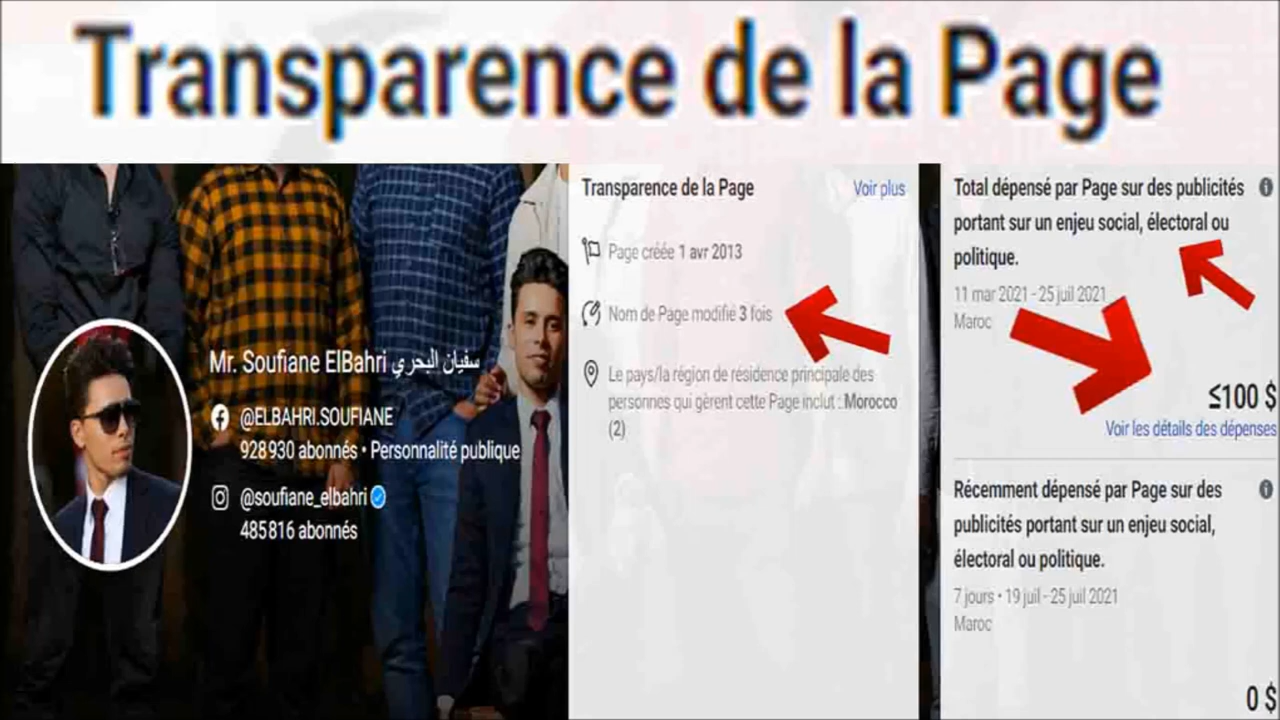 Transparence de la Page
Mr. Soufiane ElBahri سفيان البحري
@ELBAHRI.SOUFIANE
928 930 abonnés • Personnalité publique
@soufiane_elbahri
485 816 abonnés
Transparence de la Page
Voir plus
Page créée 1 avr 2013
Nom de Page modifié 3 fois
Le pays/la région de résidence principale des
personnes qui gèrent cette Page inclut : Morocco
(2)
Total dépensé par Page sur des publicités
portant sur un enjeu social, électoral ou
politique.
11 mar 2021 - 25 juil 2021
Maroc
≤100 $
Voir les détails des dépenses
Récemment dépensé par Page sur des
publicités portant sur un enjeu social,
électoral ou politique.
7 jours • 19 juil - 25 juil 2021
Maroc
0 $